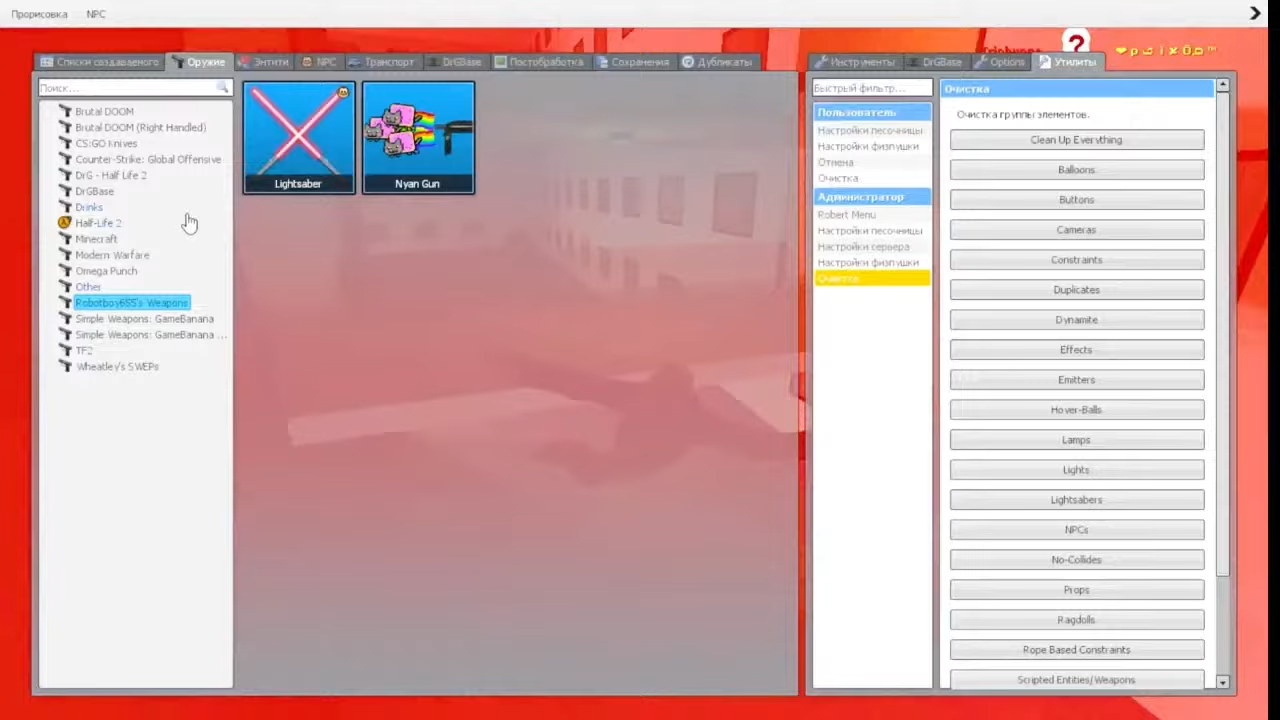 Прорисовка NPC
?
Списки создаваемого Оружие Энтити NPC Транспорт DrGBase Постобработка Сохранения Дубликаты
Поиск...
Brutal DOOM
Brutal DOOM (Right Handled)
CS:GO Knives
Counter-Strike: Global Offensive
DrG - Half Life 2
DrGBase
Drinks
Half-Life 2
Minecraft
Modern Warfare
Omega Punch
Other
Robotboy655's Weapons
Simple Weapons: GameBanana
Simple Weapons: GameBanana ...
TF2
Wheatley's SWEPs
Lightsaber
Nyan Gun
Инструменты DrGBase Options Утилиты
Быстрый фильтр...
Пользователь
Настройки песочницы
Настройки физпушки
Отмена
Очистка
Администратор
Robert Menu
Настройки песочницы
Настройки сервера
Настройки физпушки
Очистка
Очистка
Очистка группы элементов.
Clean Up Everything
Balloons
Buttons
Cameras
Constraints
Duplicates
Dynamite
Effects
Emitters
Hover-Balls
Lamps
Lights
Lightsabers
NPCs
No-Collides
Props
Ragdolls
Rope Based Constraints
Scripted Entities/Weapons